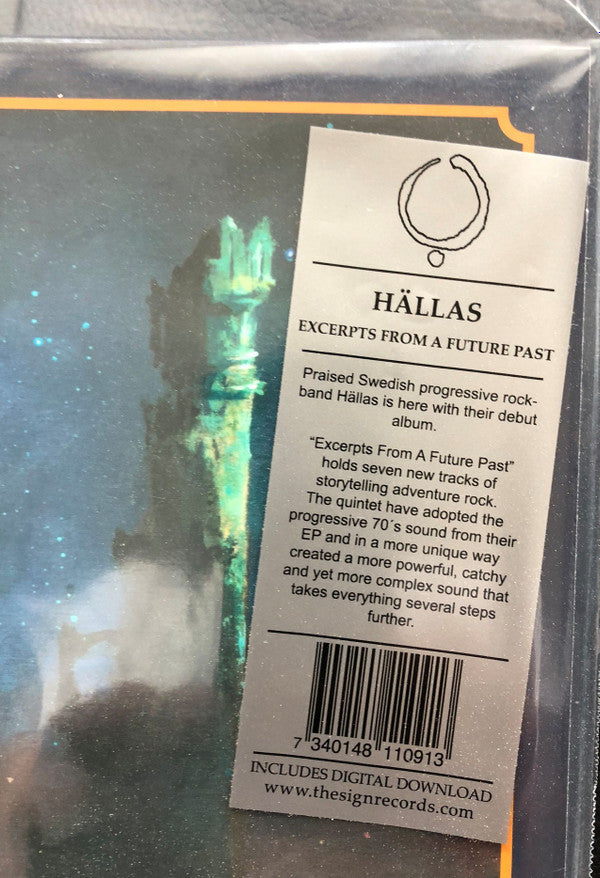 HÄLLAS
EXCERPTS FROM A FUTURE PAST
Praised Swedish progressive rock-
band Hällas is here with their debut
album.
“Excerpts From A Future Past”
holds seven new tracks of
storytelling adventure rock.
The quintet have adopted the
progressive 70´s sound from their
EP and in a more unique way
created a more powerful, catchy
and yet more complex sound that
takes everything several steps
further.
7 340148 110913
INCLUDES DIGITAL DOWNLOAD
www.thesignrecords.com